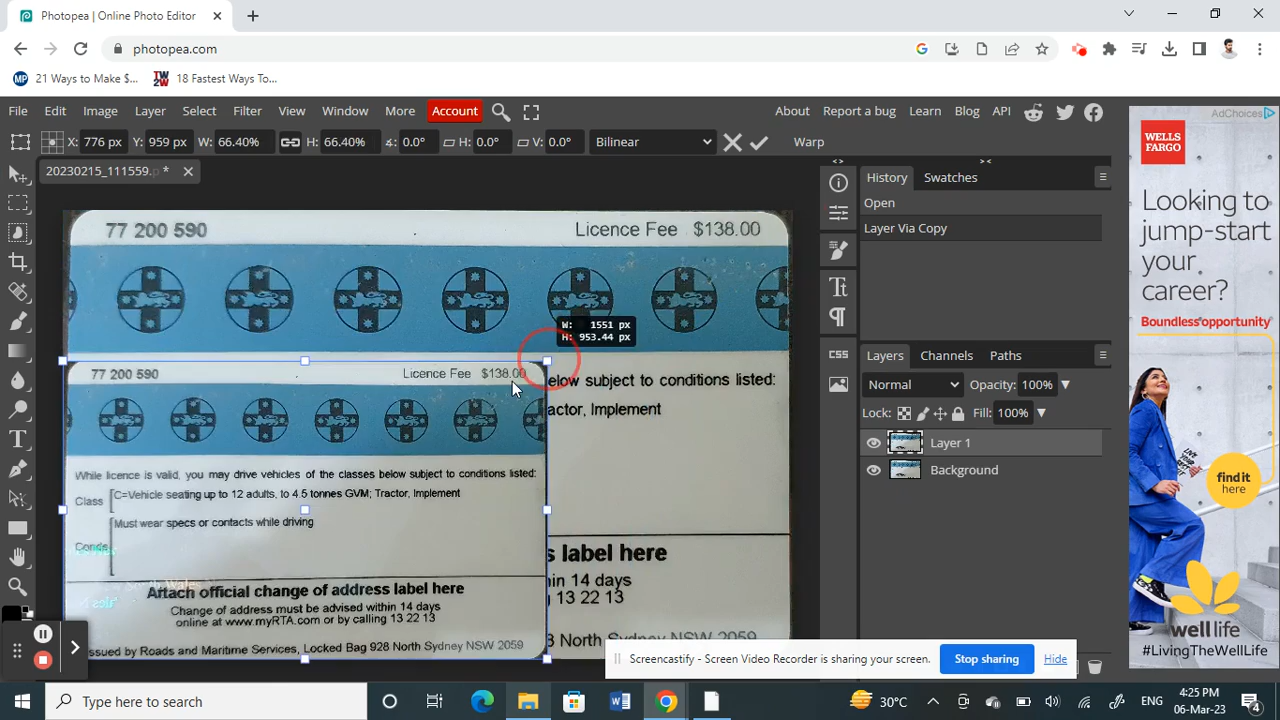 Photopea | Online Photo Editor
photopea.com
21 Ways to Make $...
18 Fastest Ways To...
File Edit Image Layer Select Filter View Window More Account
About Report a bug Learn Blog API
X: 776 px Y: 959 px W: 66.40% H: 66.40% 0.0° H: 0.0° V: 0.0° Bilinear Warp
20230215_111559.p *
77 200 590 Licence Fee $138.00
W: 1551 px
H: 953.44 px
below subject to conditions listed:
actor, Implement
s label here
hin 14 days
g 13 22 13
8 North Sydney NSW 2059
77 200 590 Licence Fee $138.00
While licence is valid, you may drive vehicles of the classes below subject to conditions listed:
Class C=Vehicle seating up to 12 adults, to 4.5 tonnes GVM; Tractor, Implement
Must wear specs or contacts while driving
Conds
South Wales
Attach official change of address label here
Change of address must be advised within 14 days
online at www.myRTA.com or by calling 13 22 13
ssued by Roads and Maritime Services, Locked Bag 928 North Sydney NSW 2059
CSS
History Swatches
Open
Layer Via Copy
Layers Channels Paths
Normal Opacity: 100%
Lock: Fill: 100%
Layer 1
Background
AdChoices
WELLS
FARGO
Looking to
jump-start
your
career?
Boundless'opportunity
find it
here
well life
#LivingTheWellLife
Screencastify - Screen Video Recorder is sharing your screen. Stop sharing Hide
Type here to search
30°C
ENG
4:25 PM
06-Mar-23
4